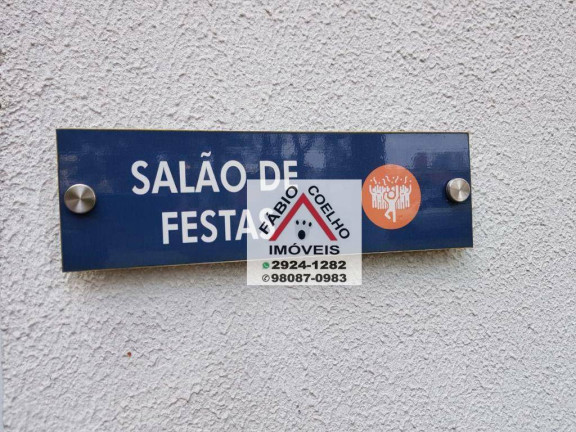 SALÃO DE
FESTAS
FÁBIO COELHO
IMÓVEIS
2924-1282
98087-0983